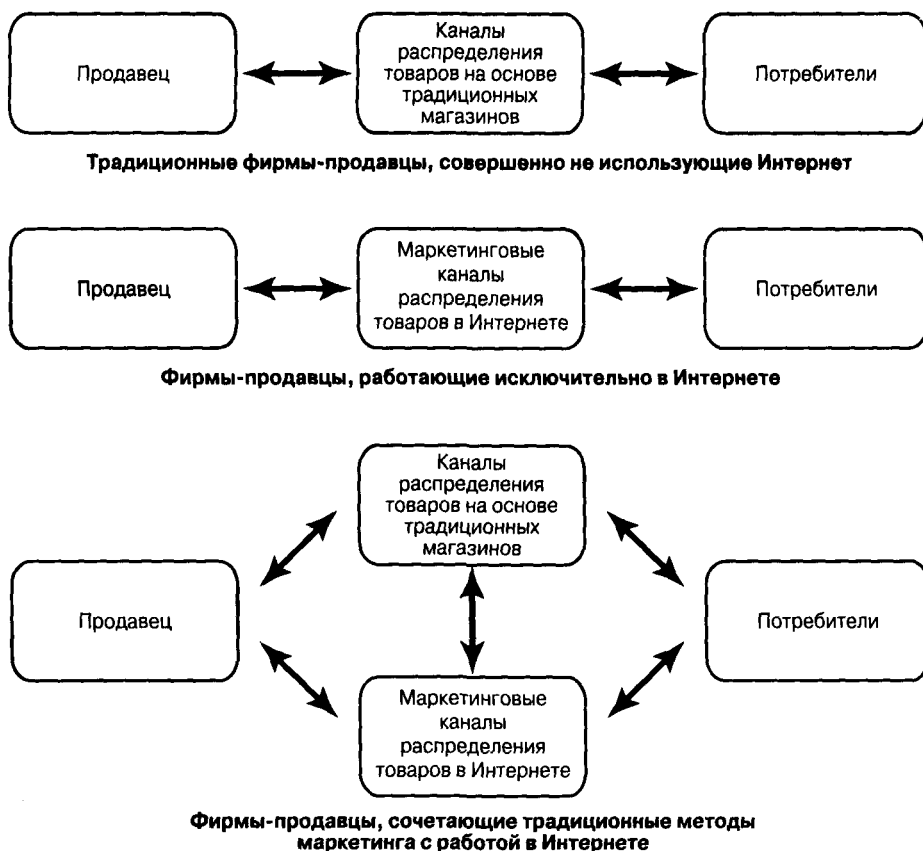 Продавец
Каналы
распределения
товаров на основе
традиционных
магазинов
Потребители
Традиционные фирмы-продавцы, совершенно не использующие Интернет
Продавец
Маркетинговые
каналы
распределения
товаров в Интернете
Потребители
Фирмы-продавцы, работающие исключительно в Интернете
Каналы
распределения
товаров на основе
традиционных
магазинов
Продавец
Потребители
Маркетинговые
каналы
распределения
товаров в Интернете
Фирмы-продавцы, сочетающие традиционные методы
маркетинга с работой в Интернете